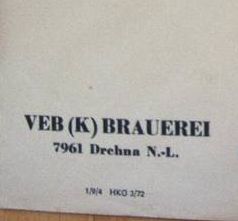 VEB (K) BRAUEREI
7961 Drehna N.-L.
1/9/4 HKG 3/72